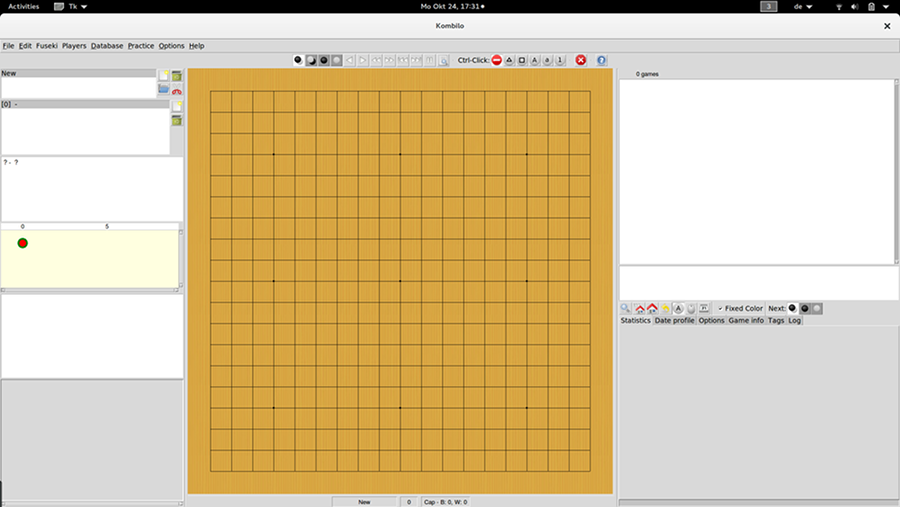 Activities Tk Mo Okt 24, 17:31 3 de
Kombilo
File Edit Fuseki Players Database Practice Options Help
Ctrl-Click: A a 1 ?
New
0 games
[0] -
? - ?
0 5
A Fixed Color Next:
Statistics Date profile Options Game info Tags Log
New 0 Cap - B: 0, W: 0